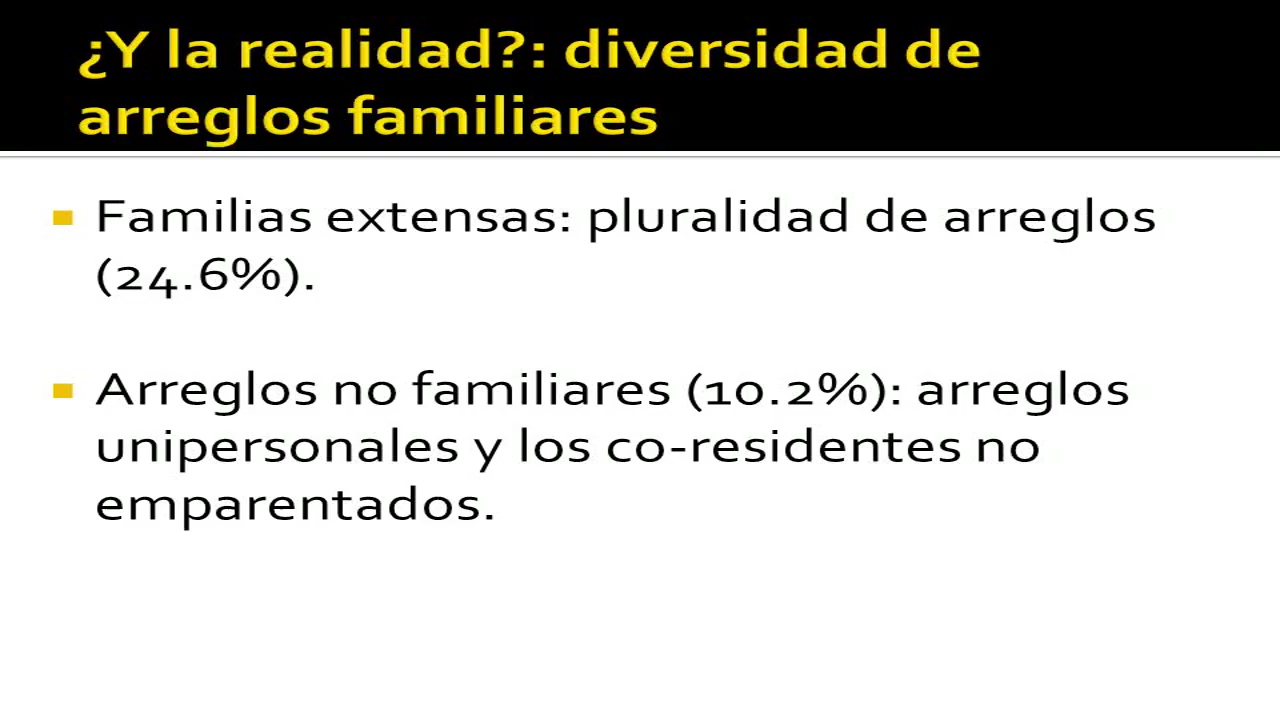 ¿Y la realidad?: diversidad de
arreglos familiares
Familias extensas: pluralidad de arreglos
(24.6%).
Arreglos no familiares (10.2%): arreglos
unipersonales y los co-residentes no
emparentados.